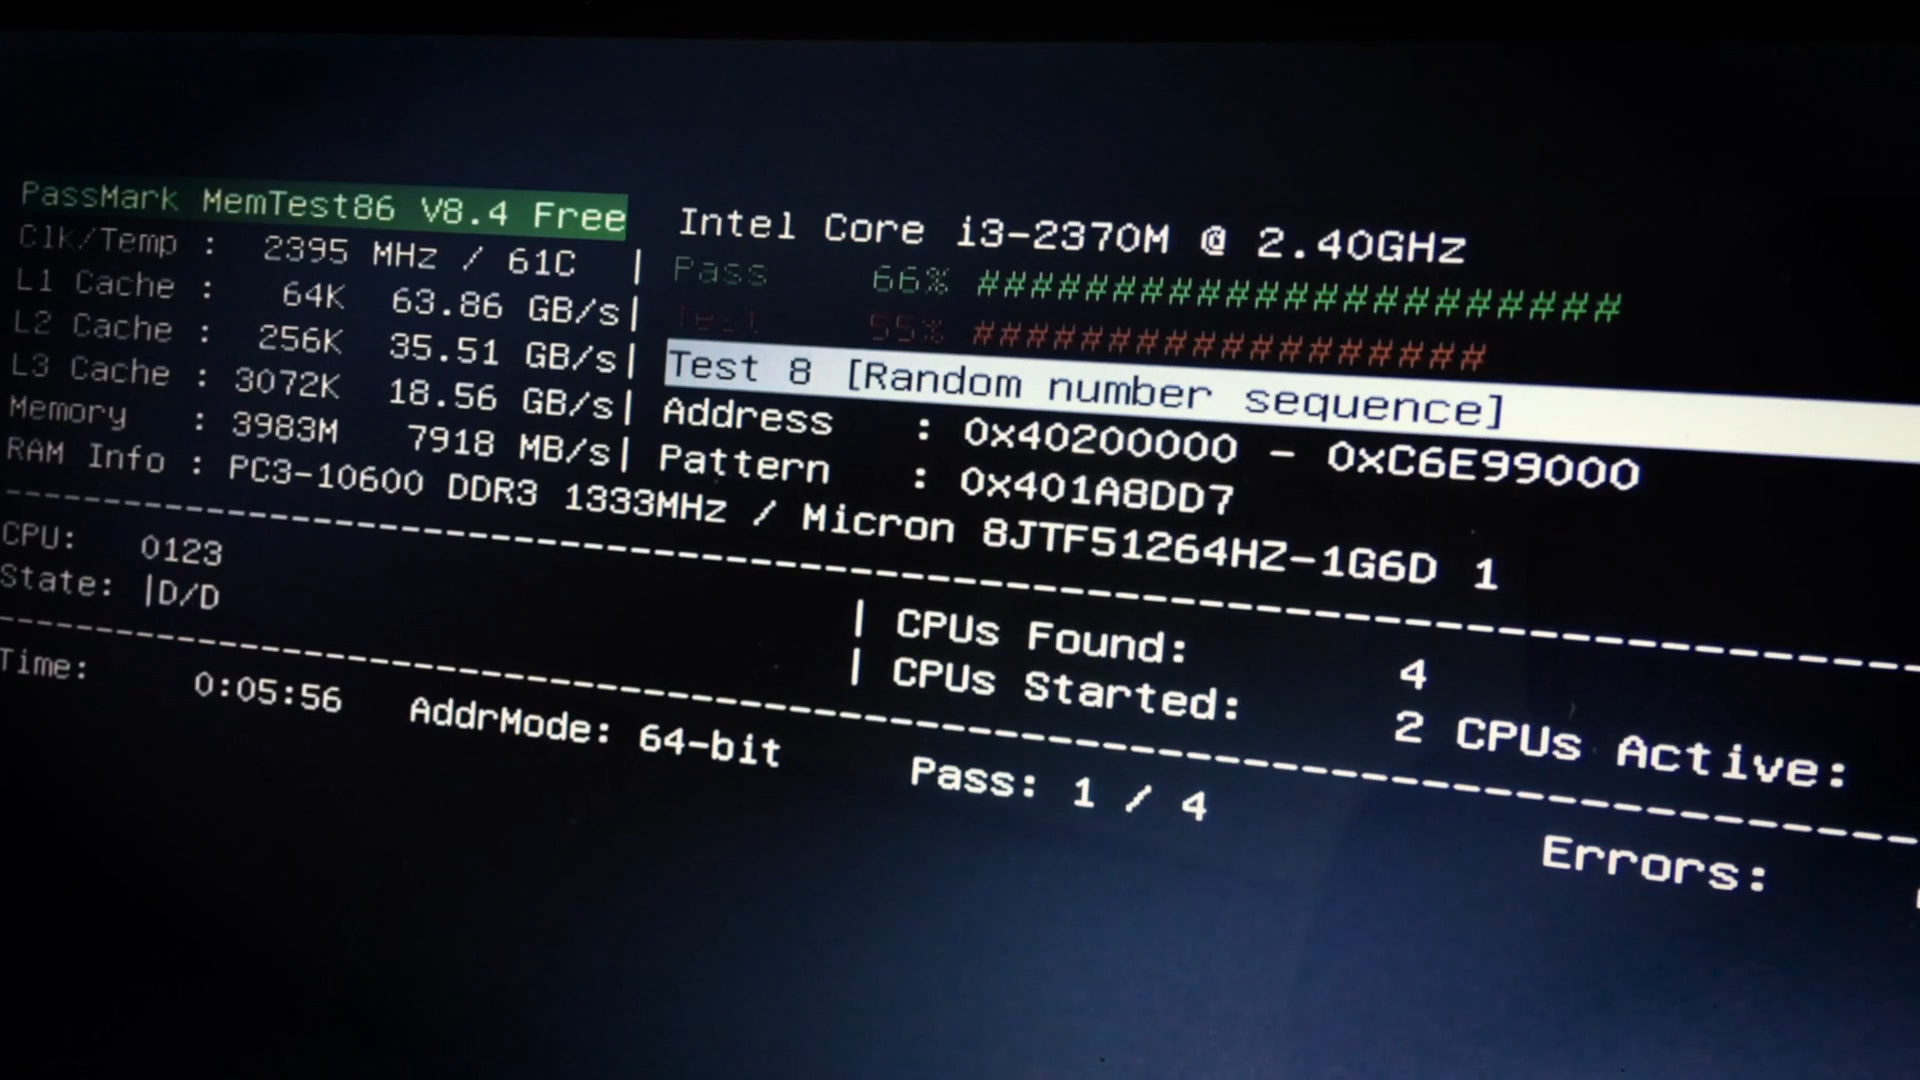 PassMark MemTest86 V8.4 Free Intel Core i3-2370M @ 2.40GHz
Clk/Temp : 2395 MHz / 61C | Pass 66% #######################
L1 Cache : 64K 63.86 GB/s| Test 55% ##################
L2 Cache : 256K 35.51 GB/s| Test 8 [Random number sequence]
L3 Cache : 3072K 18.56 GB/s| Address : 0x40200000 - 0xC6E99000
Memory : 3983M 7918 MB/s| Pattern : 0x401A8DD7
RAM Info : PC3-10600 DDR3 1333MHz / Micron 8JTF51264HZ-1G6D 1
CPU: 0123 | CPUs Found: 4
State: |D/D | CPUs Started: 2 CPUs Active:
Time: 0:05:56 AddrMode: 64-bit Pass: 1 / 4 Errors: